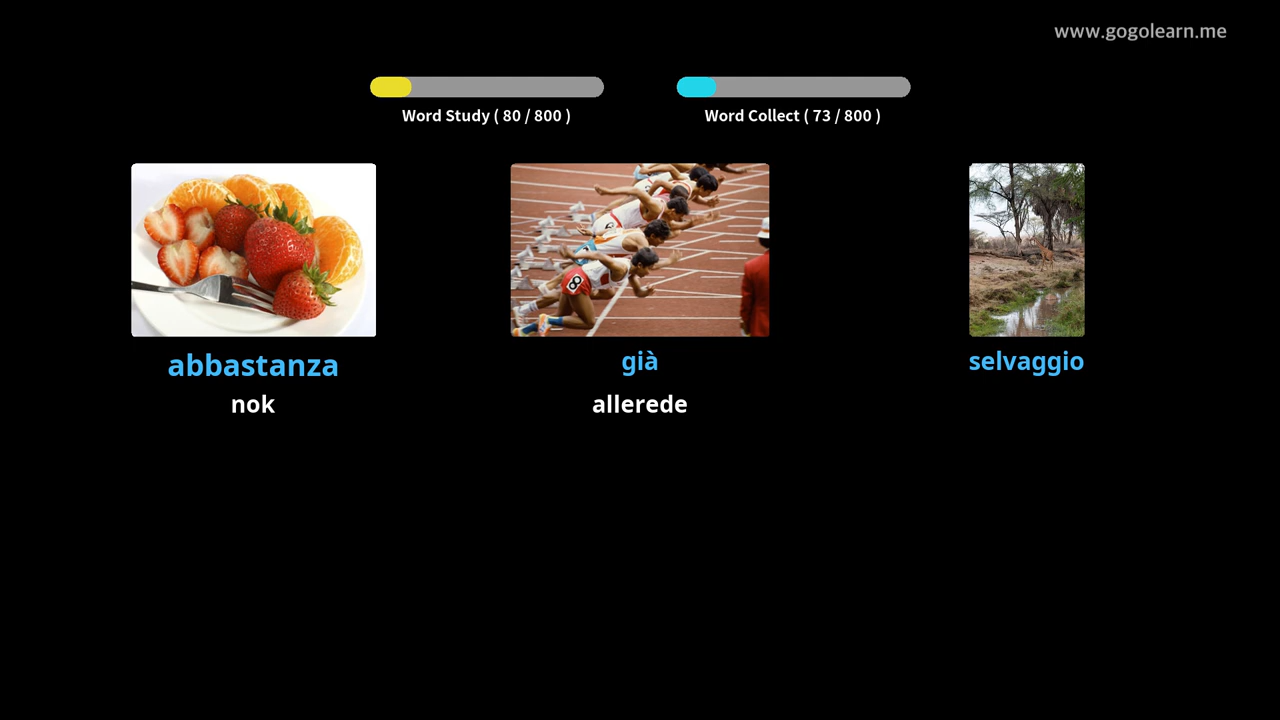 www.gogolearn.me
Word Study ( 80 / 800 )
Word Collect ( 73 / 800 )
abbastanza
già
selvaggio
nok
allerede